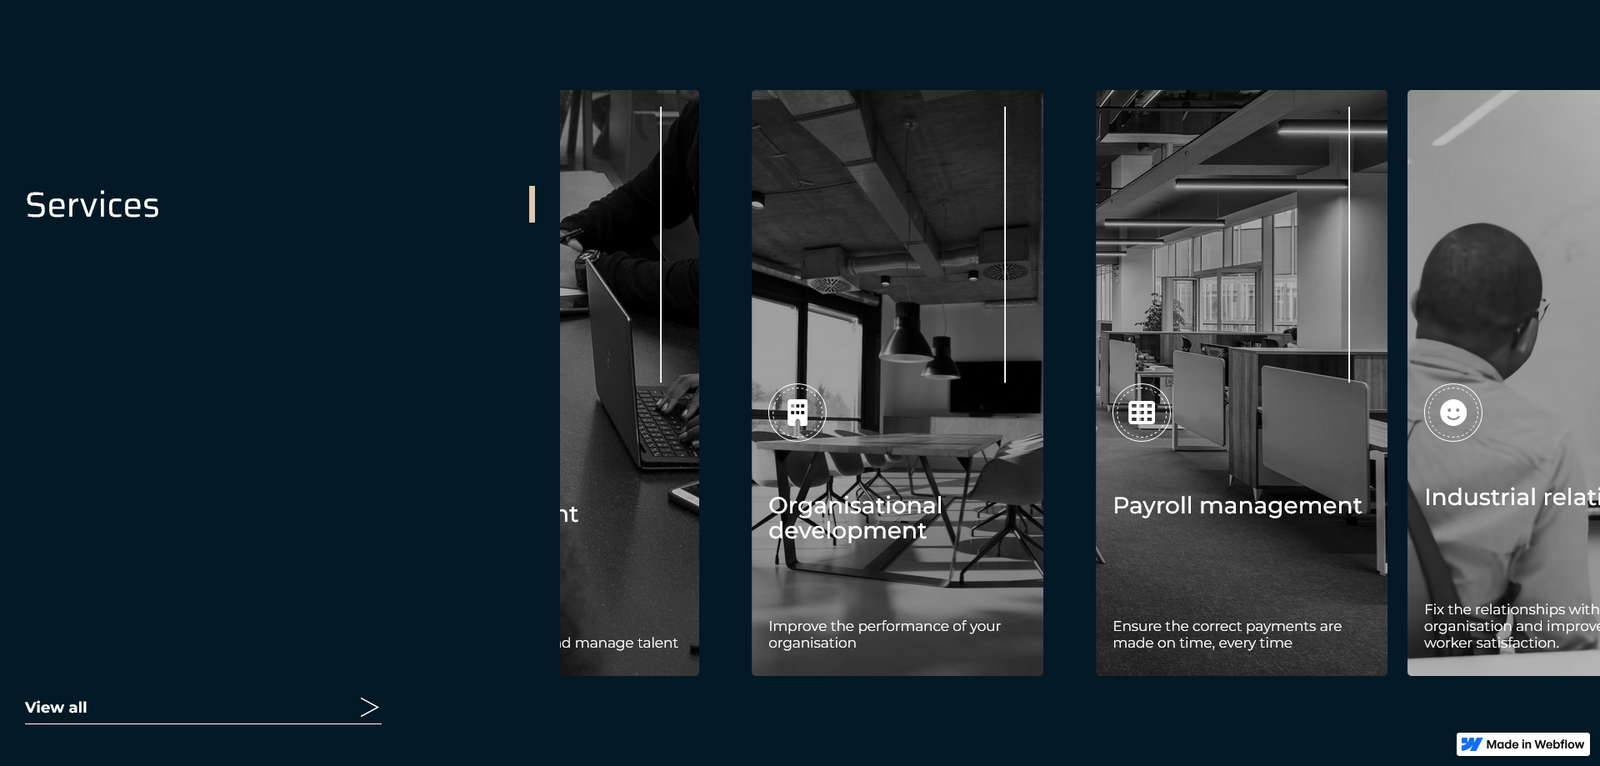 Services
nt
nd manage talent
Organisational
development
Improve the performance of your
organisation
Payroll management
Ensure the correct payments are
made on time, every time
Industrial relati
Fix the relationships with
organisation and improve
worker satisfaction.
View all
Made in Webflow